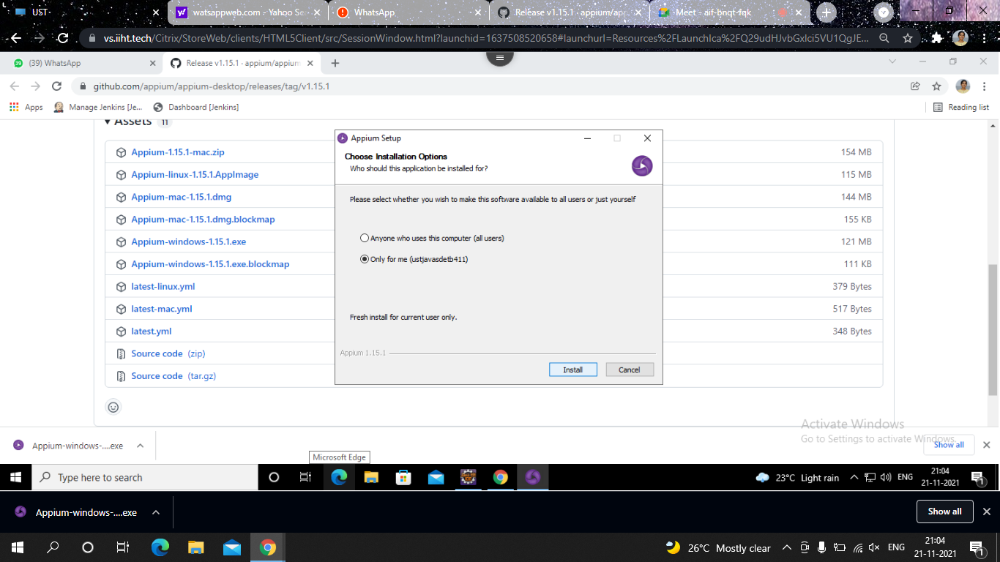 UST
watsappweb.com - Yahoo Se
WhatsApp
Release v1.15.1 · appium/app
Meet - aif-bnqt-fqk
vs.iiht.tech/Citrix/StoreWeb/clients/HTML5Client/src/SessionWindow.html?launchid=1637508520658#launchurl=Resources%2FLaunchIca%2FQ29udHJvbGxlci5VU1QgJE...
(39) WhatsApp
Release v1.15.1 · appium/appium
github.com/appium/appium-desktop/releases/tag/v1.15.1
Apps
Manage Jenkins [Je...
Dashboard [Jenkins]
Reading list
Assets 11
Appium-1.15.1-mac.zip 154 MB
Appium-linux-1.15.1.AppImage 115 MB
Appium-mac-1.15.1.dmg 144 MB
Appium-mac-1.15.1.dmg.blockmap 155 KB
Appium-windows-1.15.1.exe 121 MB
Appium-windows-1.15.1.exe.blockmap 111 KB
latest-linux.yml 379 Bytes
latest-mac.yml 517 Bytes
latest.yml 348 Bytes
Source code (zip)
Source code (tar.gz)
Appium Setup
Choose Installation Options
Who should this application be installed for?
Please select whether you wish to make this software available to all users or just yourself
Anyone who uses this computer (all users)
Only for me (ustjavasdetb411)
Fresh install for current user only.
Appium 1.15.1
Install
Cancel
Activate Windows
Go to Settings to activate Windows.
Appium-windows-....exe
Show all
Microsoft Edge
Type here to search
23°C Light rain
ENG
21:04
21-11-2021
1
Appium-windows-....exe
Show all
26°C Mostly clear
ENG
21:04
21-11-2021
1